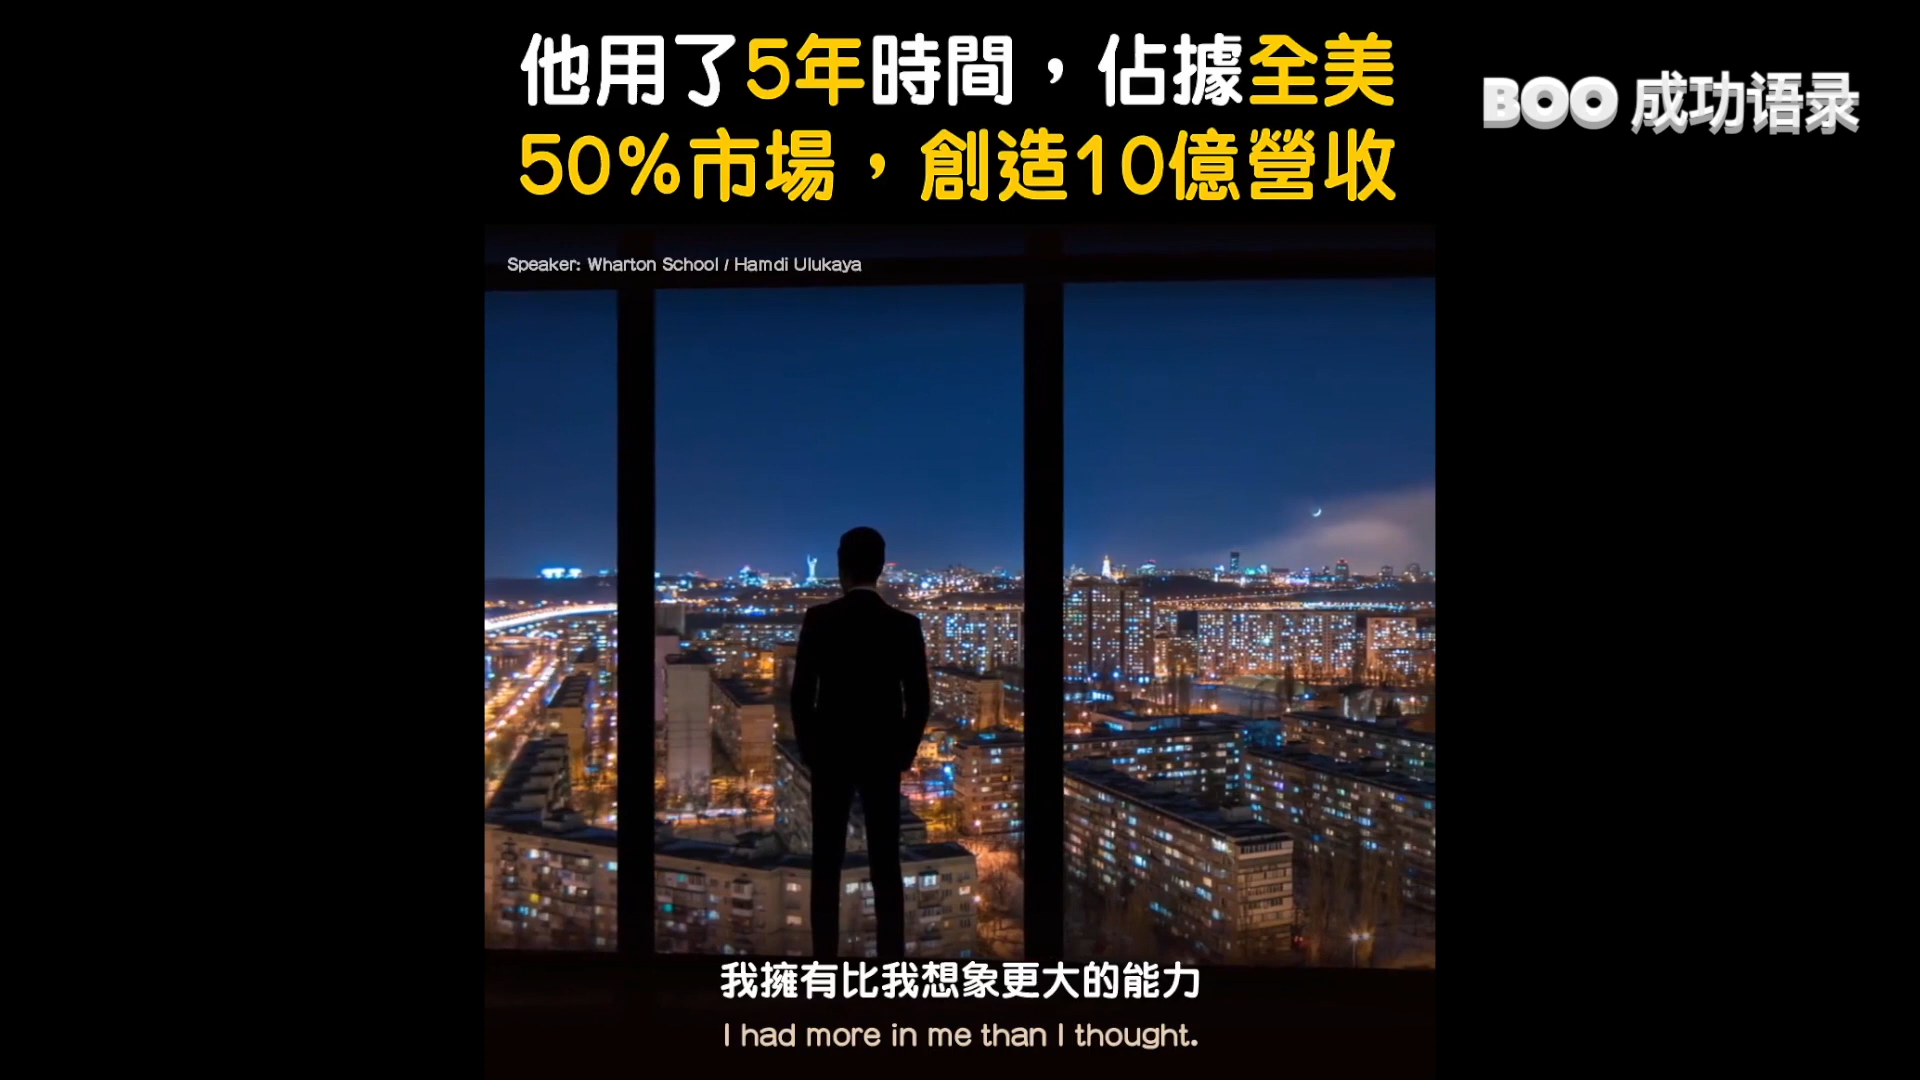 他用了5年時間，佔據全美
50%市場，創造10億營收
BOO 成功语录
Speaker: Wharton School / Hamdi Ulukaya
我擁有比我想象更大的能力
I had more in me than I thought.